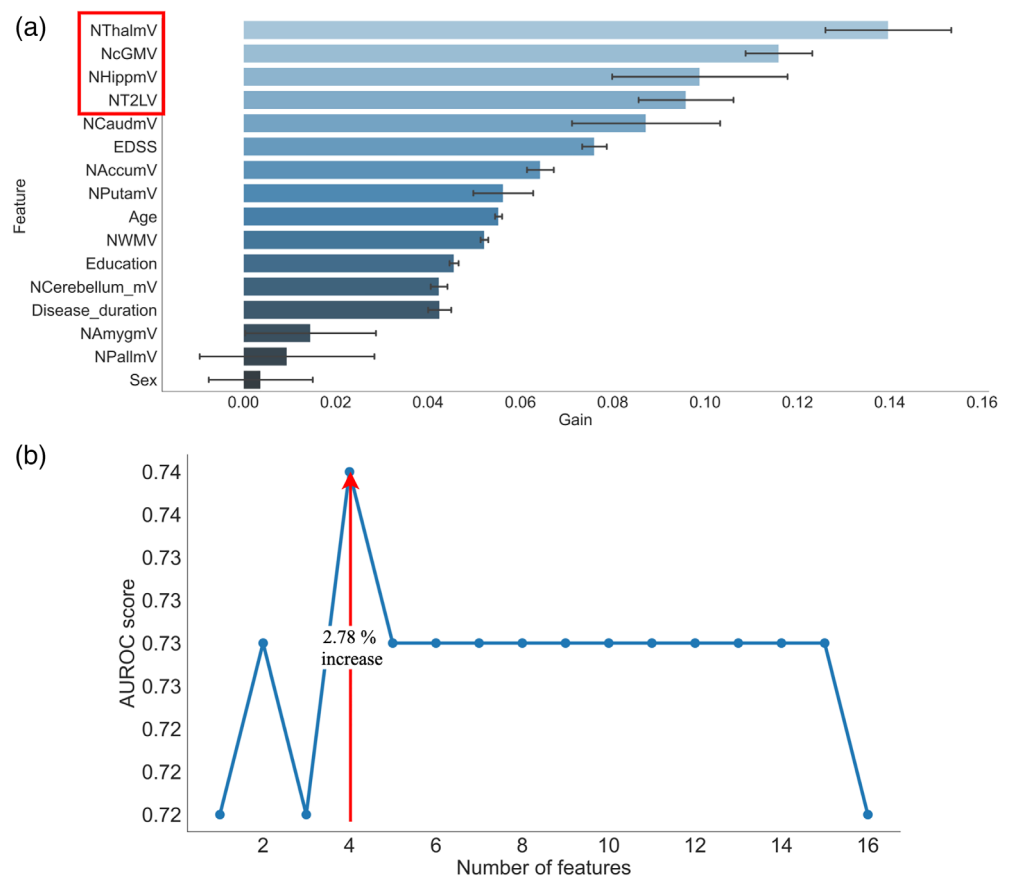 (a)
NThalmV
NcGMV
NHippmV
NT2LV
NCaudmV
EDSS
NAccumV
NPutamV
Age
NWMV
Education
NCerebellum_mV
Disease_duration
NAmygmV
NPallmV
Sex
Feature
0.00 0.02 0.04 0.06 0.08 0.10 0.12 0.14 0.16
Gain
(b)
0.74
0.74
0.73
0.73
0.73
0.73
0.72
0.72
0.72
AUROC score
2.78 %
increase
2 4 6 8 10 12 14 16
Number of features